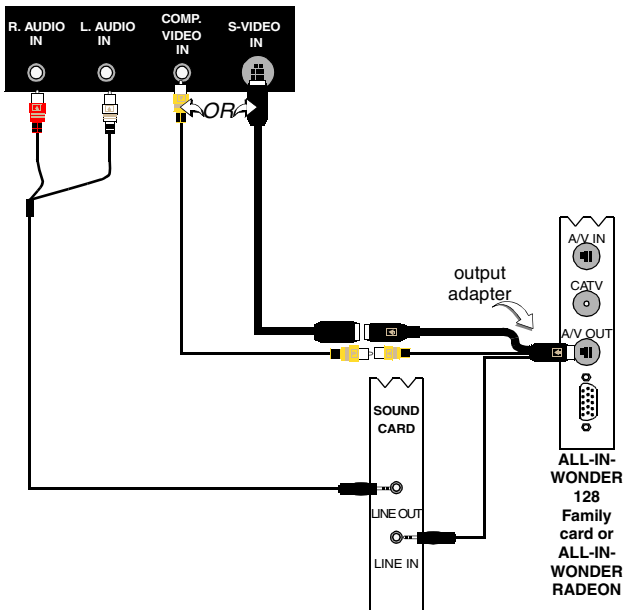 R. AUDIO
IN
L. AUDIO
IN
COMP.
VIDEO
IN
S-VIDEO
IN
OR
output
adapter
A/V IN
CATV
A/V OUT
SOUND
CARD
LINE OUT
LINE IN
ALL-IN-
WONDER
128
Family
card or
ALL-IN-
WONDER
RADEON